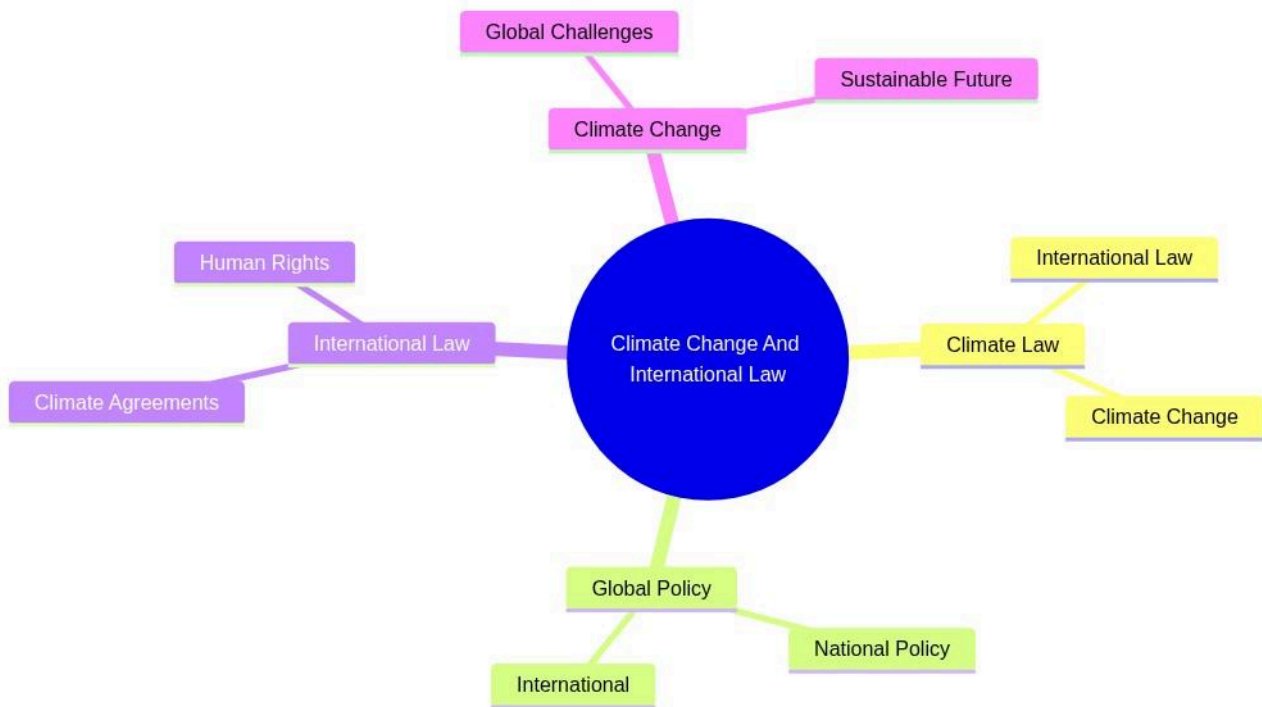 Global Challenges
Sustainable Future
Climate Change
Human Rights
International Law
International Law
Climate Change And
International Law
Climate Law
Climate Agreements
Climate Change
Global Policy
National Policy
International